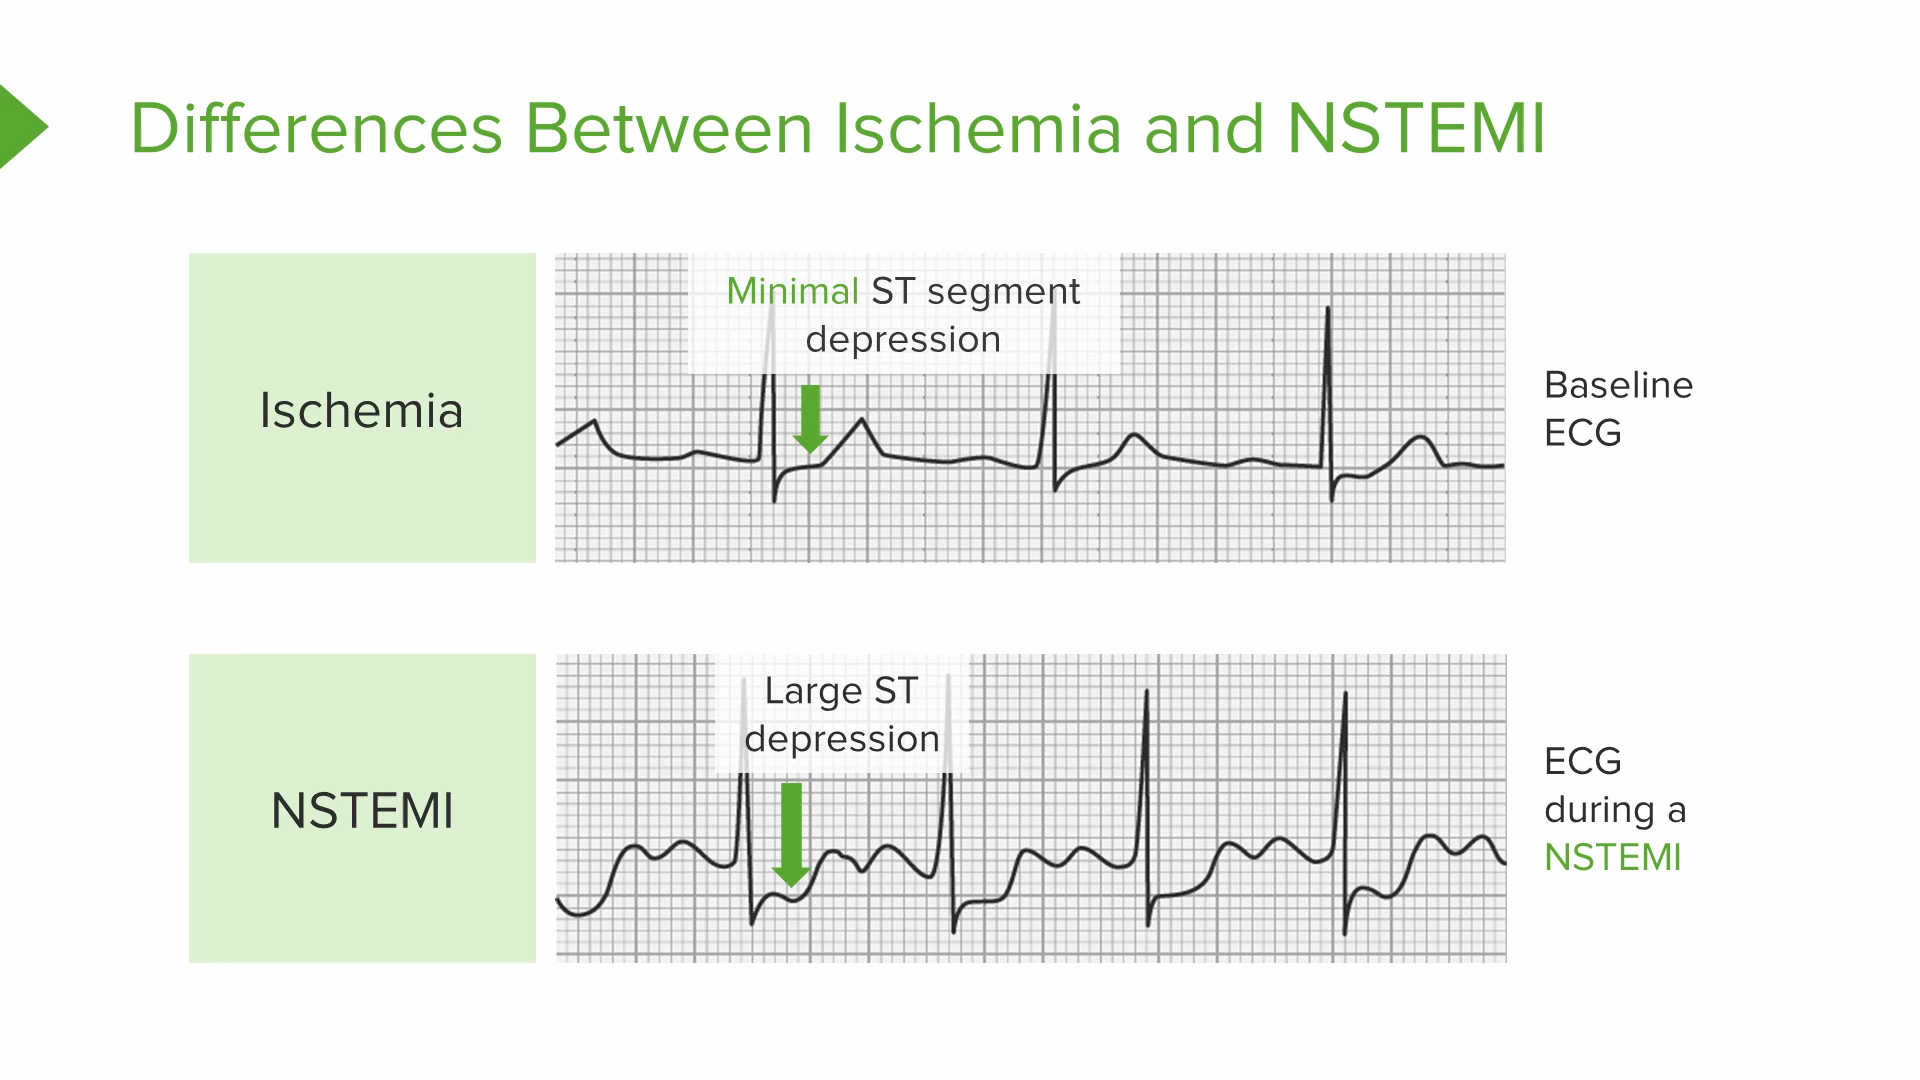 Differences Between Ischemia and NSTEMI
Ischemia
Minimal ST segment
depression
Baseline
ECG
NSTEMI
Large ST
depression
ECG
during a
NSTEMI